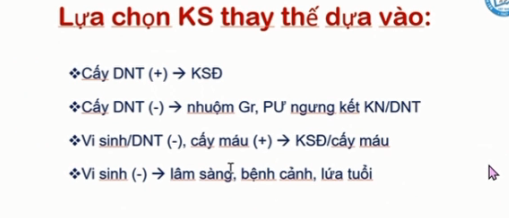 Lựa chọn KS thay thế dựa vào:
❖Cấy DNT (+) → KSĐ
❖Cấy DNT (-) → nhuộm Gr, PƯ ngưng kết KN/DNT
❖Vi sinh/DNT (-), cấy máu (+) → KSĐ/cấy máu
❖Vi sinh (-) → lâm sàng, bệnh cảnh, lứa tuổi